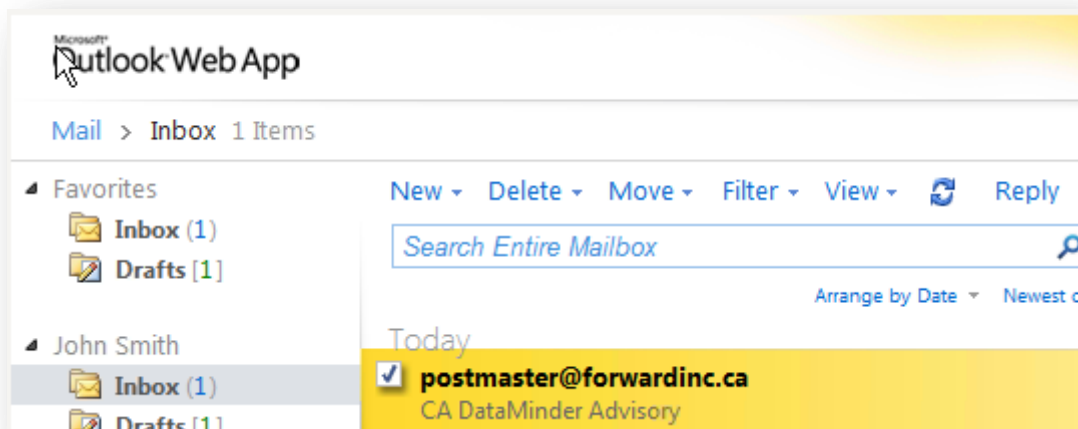 Microsoft
Outlook Web App
Mail > Inbox 1 Items
Favorites
Inbox (1)
Drafts [1]
John Smith
Inbox (1)
Drafts [1]
New Delete Move Filter View Reply
Search Entire Mailbox
Arrange by Date Newest
Today
postmaster@forwardinc.ca
CA DataMinder Advisory